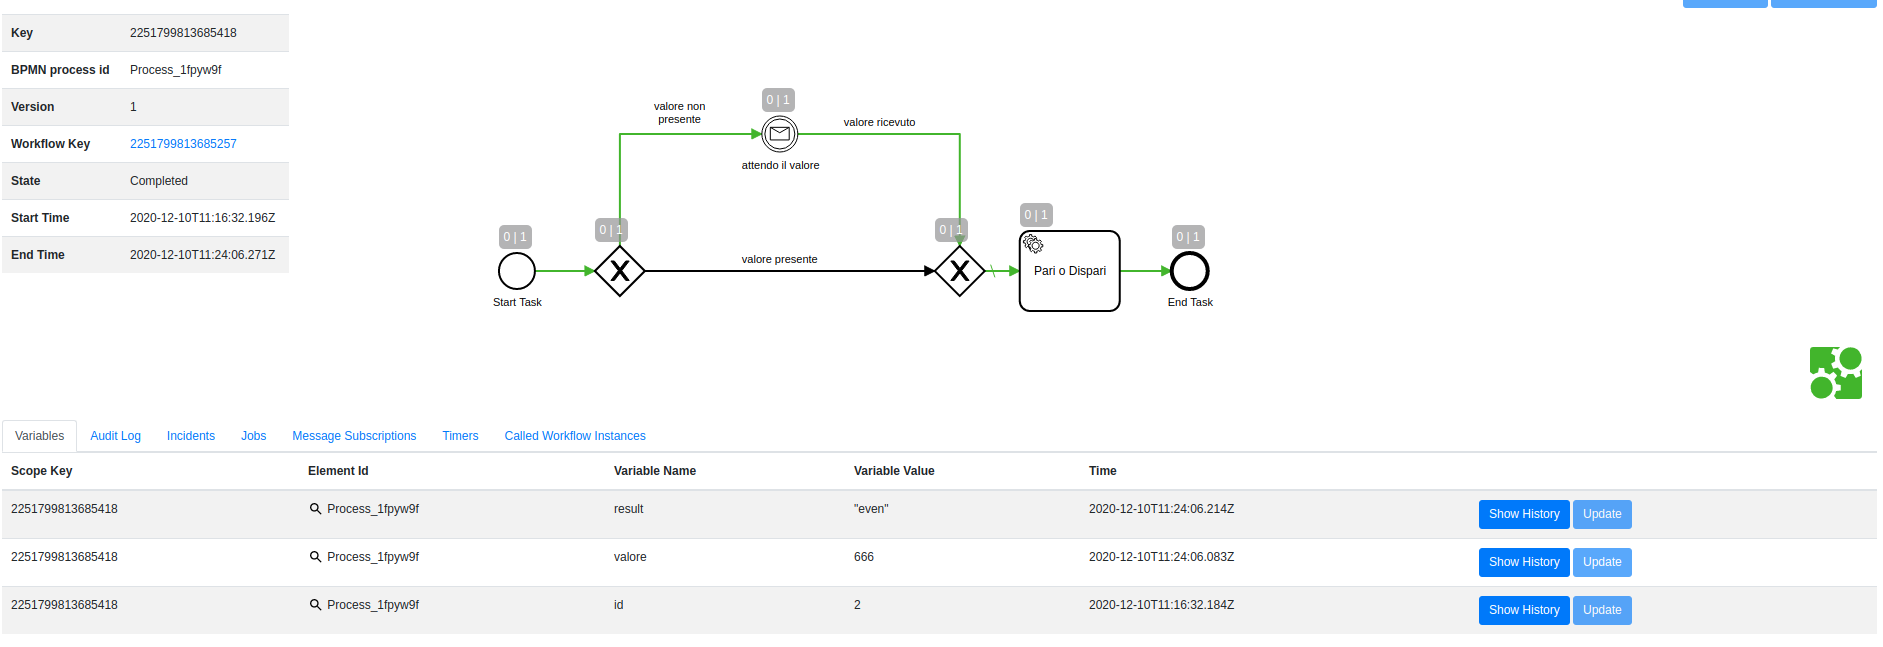 Key 2251799813685418
BPMN process id Process_1fpyw9f
Version 1
Workflow Key 2251799813685257
State Completed
Start Time 2020-12-10T11:16:32.196Z
End Time 2020-12-10T11:24:06.271Z
valore non
presente
0 | 1
valore ricevuto
attendo il valore
0 | 1
Start Task
0 | 1
valore presente
0 | 1
0 | 1
Pari o Dispari
0 | 1
End Task
Variables Audit Log Incidents Jobs Message Subscriptions Timers Called Workflow Instances
Scope Key Element Id Variable Name Variable Value Time
2251799813685418 Process_1fpyw9f result "even" 2020-12-10T11:24:06.214Z Show History Update
2251799813685418 Process_1fpyw9f valore 666 2020-12-10T11:24:06.083Z Show History Update
2251799813685418 Process_1fpyw9f id 2 2020-12-10T11:16:32.184Z Show History Update